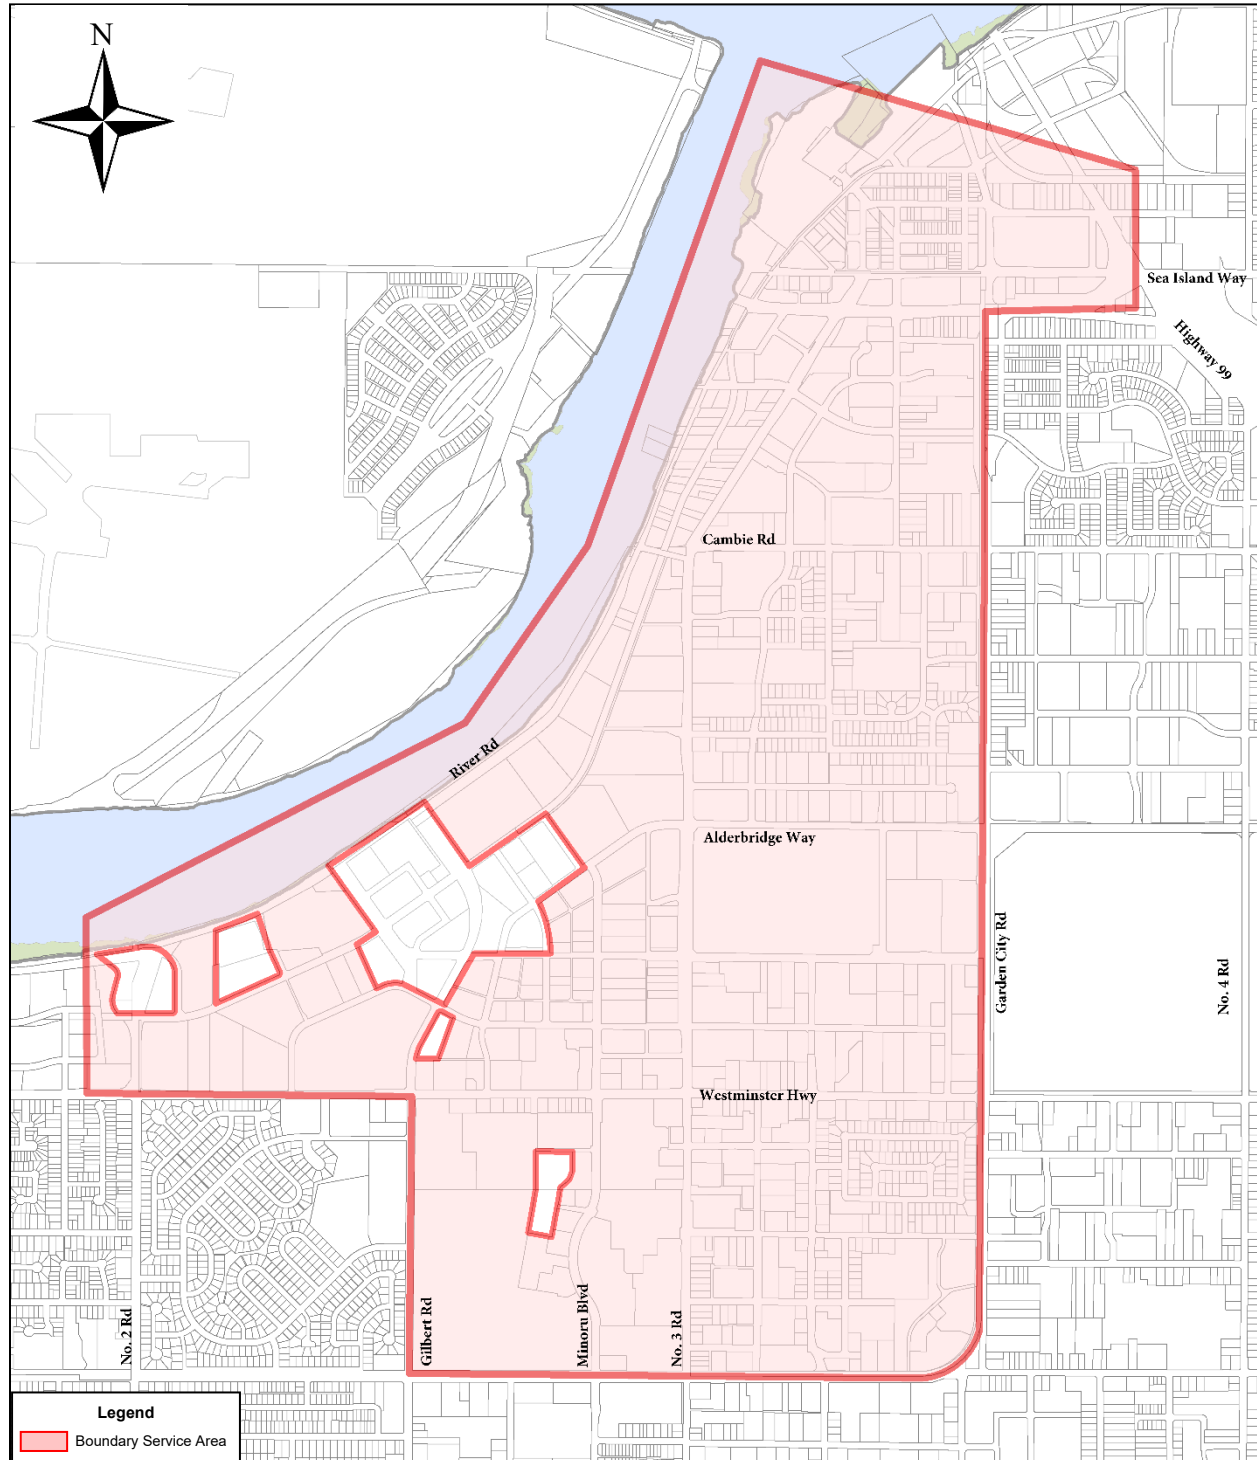 N
Sea Island Way
Highway 99
Cambie Rd
River Rd
Alderbridge Way
Garden City Rd
No. 4 Rd
Westminster Hwy
No. 2 Rd
Gilbert Rd
Minoru Blvd
No. 3 Rd
Legend
Boundary Service Area